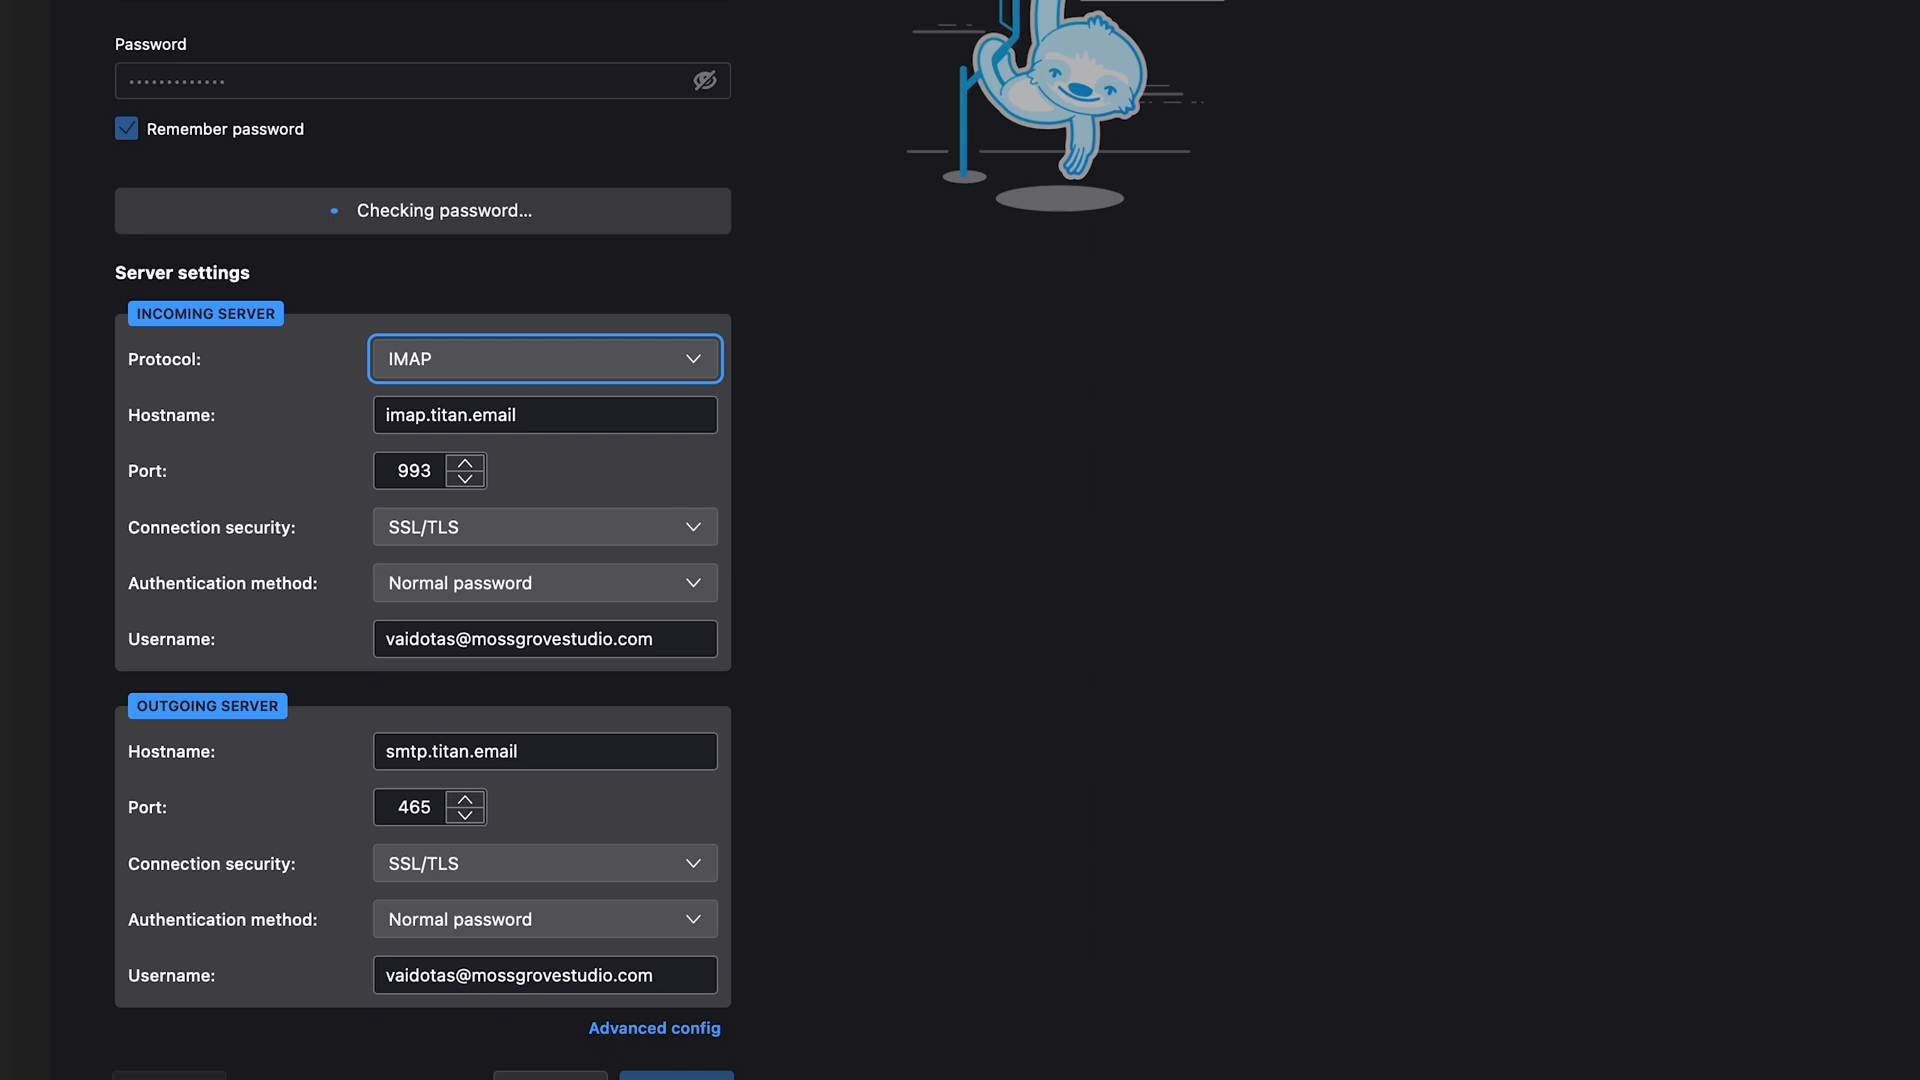 Password
Remember password
Checking password...
Server settings
INCOMING SERVER
Protocol: IMAP
Hostname: imap.titan.email
Port: 993
Connection security: SSL/TLS
Authentication method: Normal password
Username: vaidotas@mossgrovestudio.com
OUTGOING SERVER
Hostname: smtp.titan.email
Port: 465
Connection security: SSL/TLS
Authentication method: Normal password
Username: vaidotas@mossgrovestudio.com
Advanced config